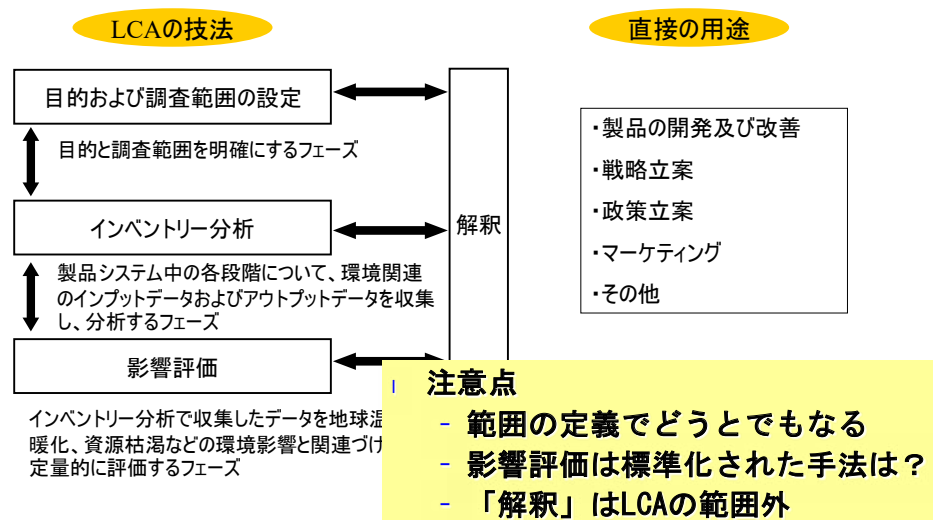 LCAの技法
直接の用途
目的および調査範囲の設定
目的と調査範囲を明確にするフェーズ
インベントリー分析
製品システム中の各段階について、環境関連
のインプットデータおよびアウトプットデータを収集
し、分析するフェーズ
影響評価
インベントリー分析で収集したデータを地球温
暖化、資源枯渇などの環境影響と関連づけ
定量的に評価するフェーズ
解釈
・製品の開発及び改善
・戦略立案
・政策立案
・マーケティング
・その他
注意点
- 範囲の定義でどうとでもなる
- 影響評価は標準化された手法は？
- 「解釈」はLCAの範囲外